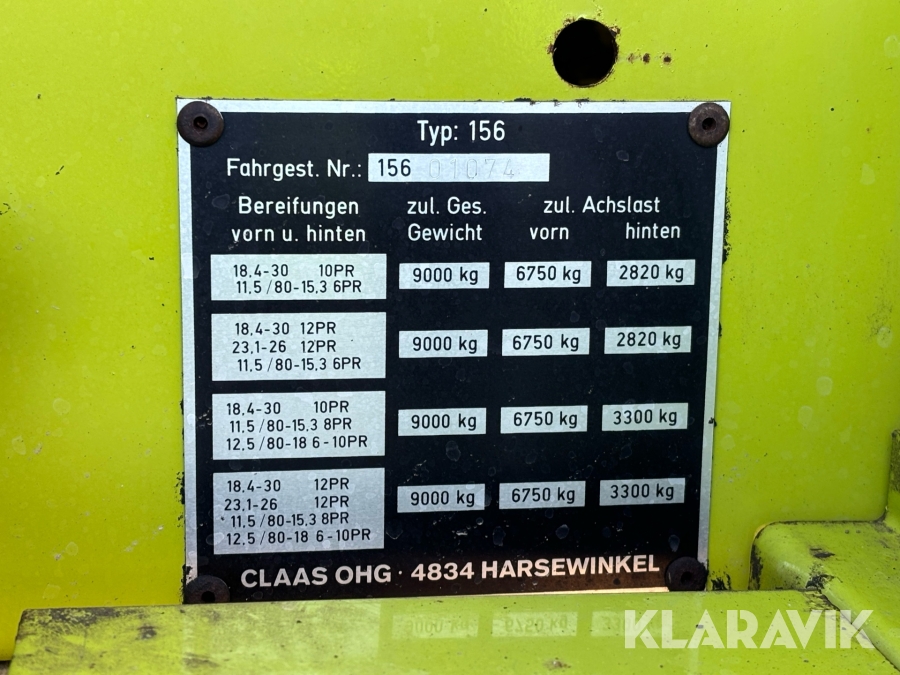 Typ: 156
Fahrgest. Nr.: 156 01074
Bereifungen vorn u. hinten
zul. Ges. Gewicht
zul. Achslast
vorn hinten
18.4-30 10PR
11.5/80-15.3 6PR
9000 kg 6750 kg 2820 kg
18.4-30 12PR
23.1-26 12PR
11.5/80-15.3 6PR
9000 kg 6750 kg 2820 kg
18.4-30 10PR
11.5/80-15.3 8PR
12.5/80-18 6-10PR
9000 kg 6750 kg 3300 kg
18.4-30 12PR
23.1-26 12PR
11.5/80-15.3 8PR
12.5/80-18 6-10PR
9000 kg 6750 kg 3300 kg
CLAAS OHG · 4834 HARSEWINKEL
KLARAVIK